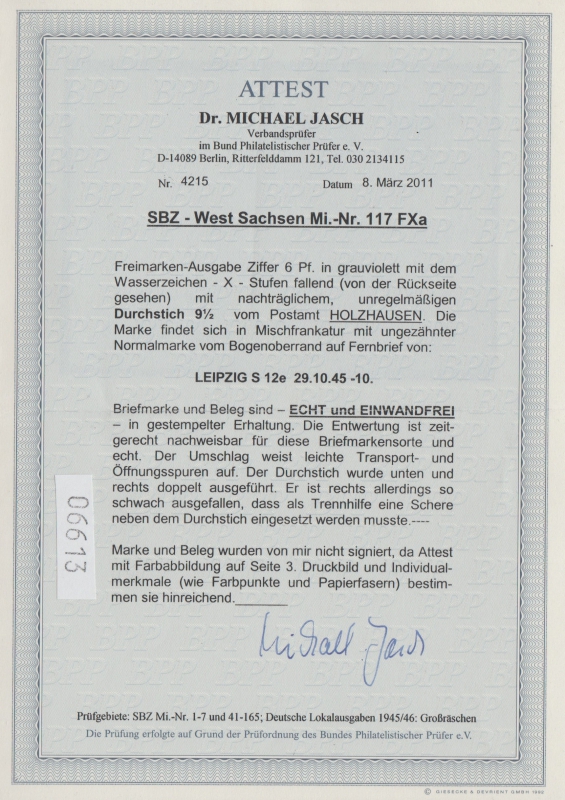 ATTEST
Dr. MICHAEL JASCH
Verbandsprüfer
im Bund Philatelistischer Prüfer e. V.
D-14089 Berlin, Ritterfelddamm 121, Tel. 030 2134115
Nr. 4215 Datum 8. März 2011
SBZ - West Sachsen Mi.-Nr. 117 FXa
Freimarken-Ausgabe Ziffer 6 Pf. in grauviolett mit dem
Wasserzeichen - X - Stufen fallend (von der Rückseite
gesehen) mit nachträglichem, unregelmäßigen
Durchstich 9½ vom Postamt HOLZHAUSEN. Die
Marke findet sich in Mischfrankatur mit ungezähnter
Normalmarke vom Bogenoberrand auf Fernbrief von:
LEIPZIG S 12e 29.10.45 -10.
Briefmarke und Beleg sind – ECHT und EINWANDFREI
– in gestempelter Erhaltung. Die Entwertung ist zeit-
gerecht nachweisbar für diese Briefmarkensorte und
echt. Der Umschlag weist leichte Transport- und
Öffnungsspuren auf. Der Durchstich wurde unten und
rechts doppelt ausgeführt. Er ist rechts allerdings so
schwach ausgefallen, dass als Trennhilfe eine Schere
neben dem Durchstich eingesetzt werden musste.----
Marke und Beleg wurden von mir nicht signiert, da Attest
mit Farbabbildung auf Seite 3. Druckbild und Individual-
merkmale (wie Farbpunkte und Papierfasern) bestim-
men sie hinreichend.
06613
Michael Jasch
Prüfgebiete: SBZ Mi.-Nr. 1-7 und 41-165; Deutsche Lokalausgaben 1945/46: Großräschen
Die Prüfung erfolgte auf Grund der Prüfordnung des Bundes Philatelistischer Prüfer e.V.
© GIESECKE & DEVRIENT GMBH 1992